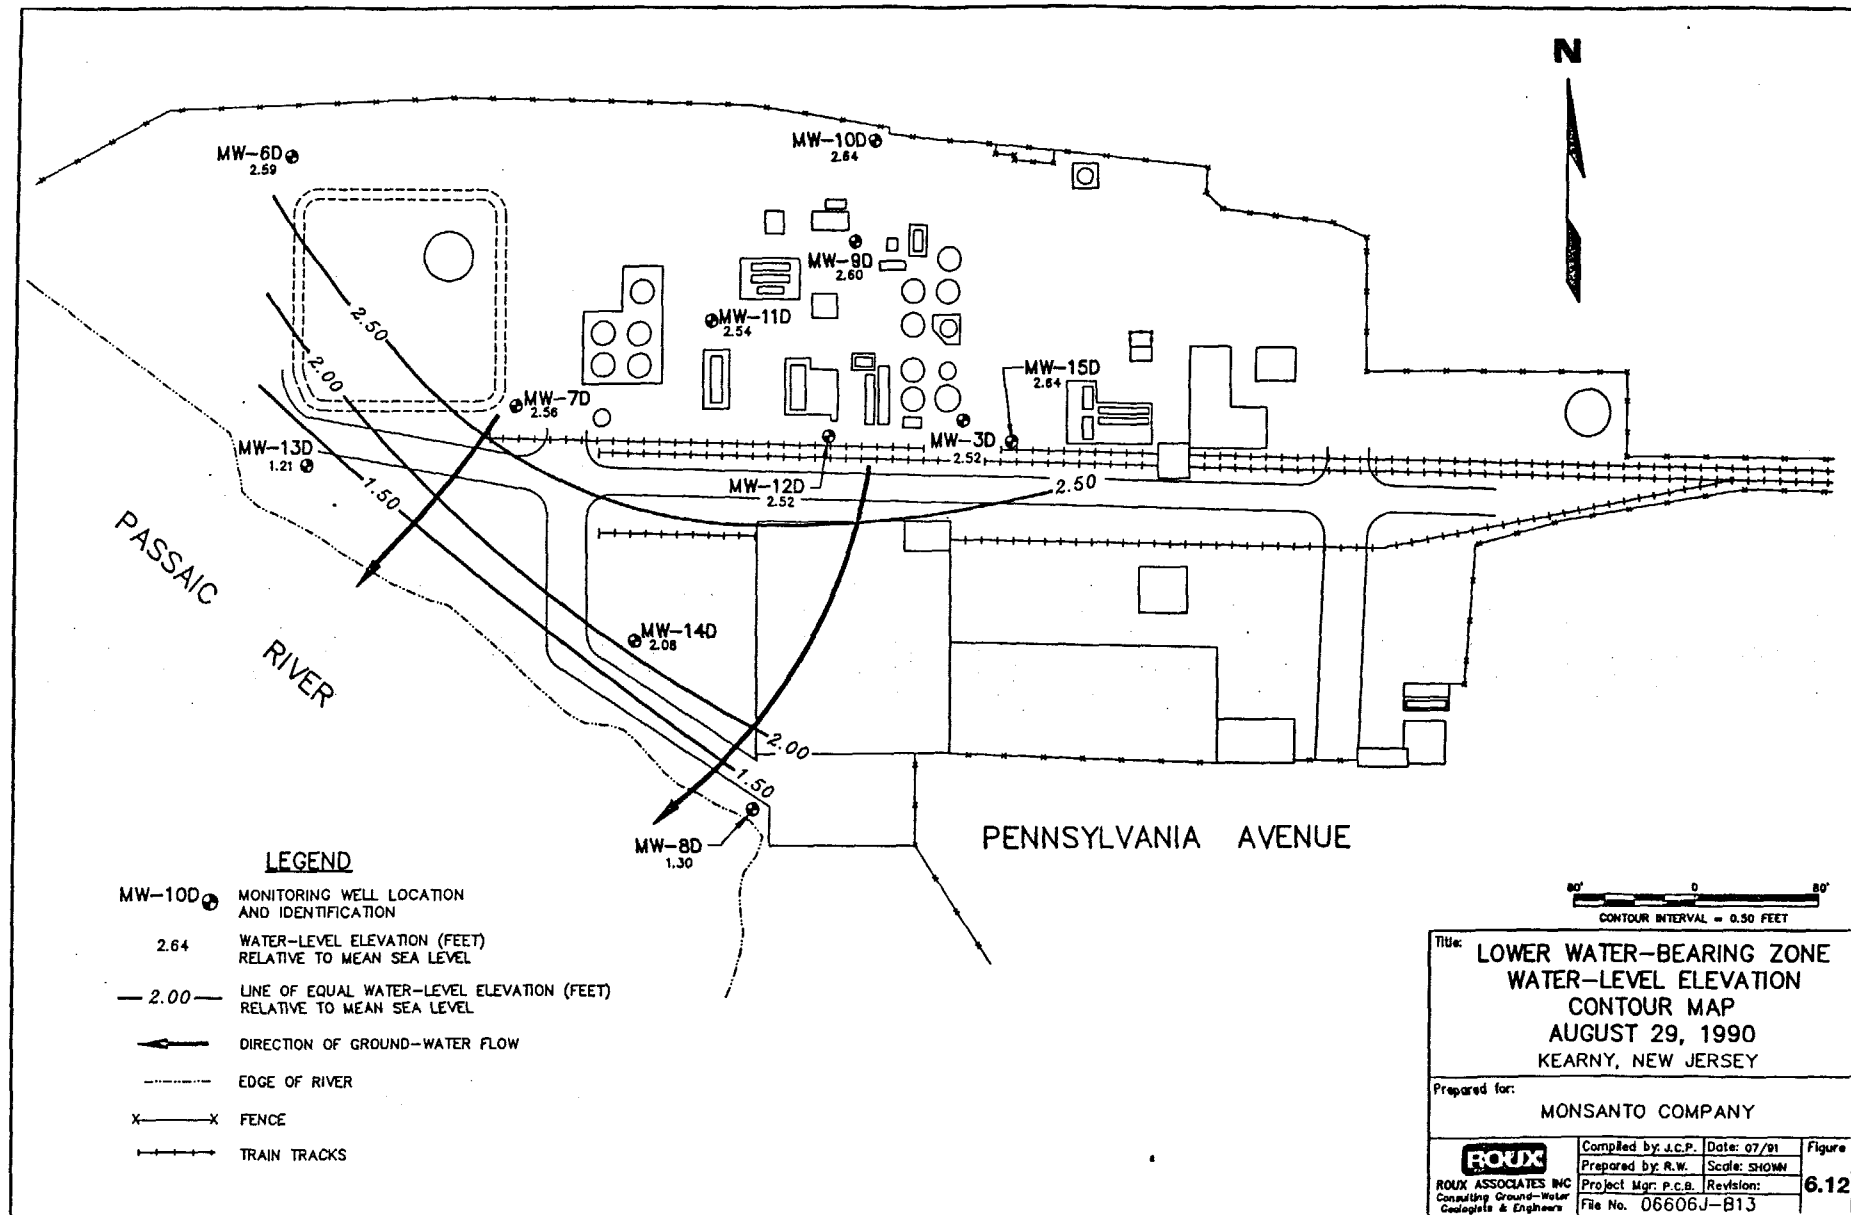 N
MW-6D
2.59
MW-10D
2.64
MW-9D
2.60
MW-11D
2.54
2.50
2.00
MW-7D
2.56
MW-15D
2.64
MW-3D
2.52
MW-13D
1.21
1.50
MW-12D
2.52
2.50
PASSAIC
RIVER
MW-14D
2.08
2.00
1.50
MW-8D
1.30
PENNSYLVANIA AVENUE
LEGEND
MW-10D
MONITORING WELL LOCATION
AND IDENTIFICATION
2.64
WATER-LEVEL ELEVATION (FEET)
RELATIVE TO MEAN SEA LEVEL
2.00
LINE OF EQUAL WATER-LEVEL ELEVATION (FEET)
RELATIVE TO MEAN SEA LEVEL
DIRECTION OF GROUND-WATER FLOW
EDGE OF RIVER
X X FENCE
TRAIN TRACKS
80' 0 80'
CONTOUR INTERVAL = 0.50 FEET
Title: LOWER WATER-BEARING ZONE
WATER-LEVEL ELEVATION
CONTOUR MAP
AUGUST 29, 1990
KEARNY, NEW JERSEY
Prepared for:
MONSANTO COMPANY
ROUX
ROUX ASSOCIATES INC
Consulting Ground-Water
Geologists & Engineers
Compiled by: J.C.P. Date: 07/91
Prepared by: R.W. Scale: SHOWN
Project Mgr: P.C.B. Revision:
File No. 06606J-B13
Figure
6.12